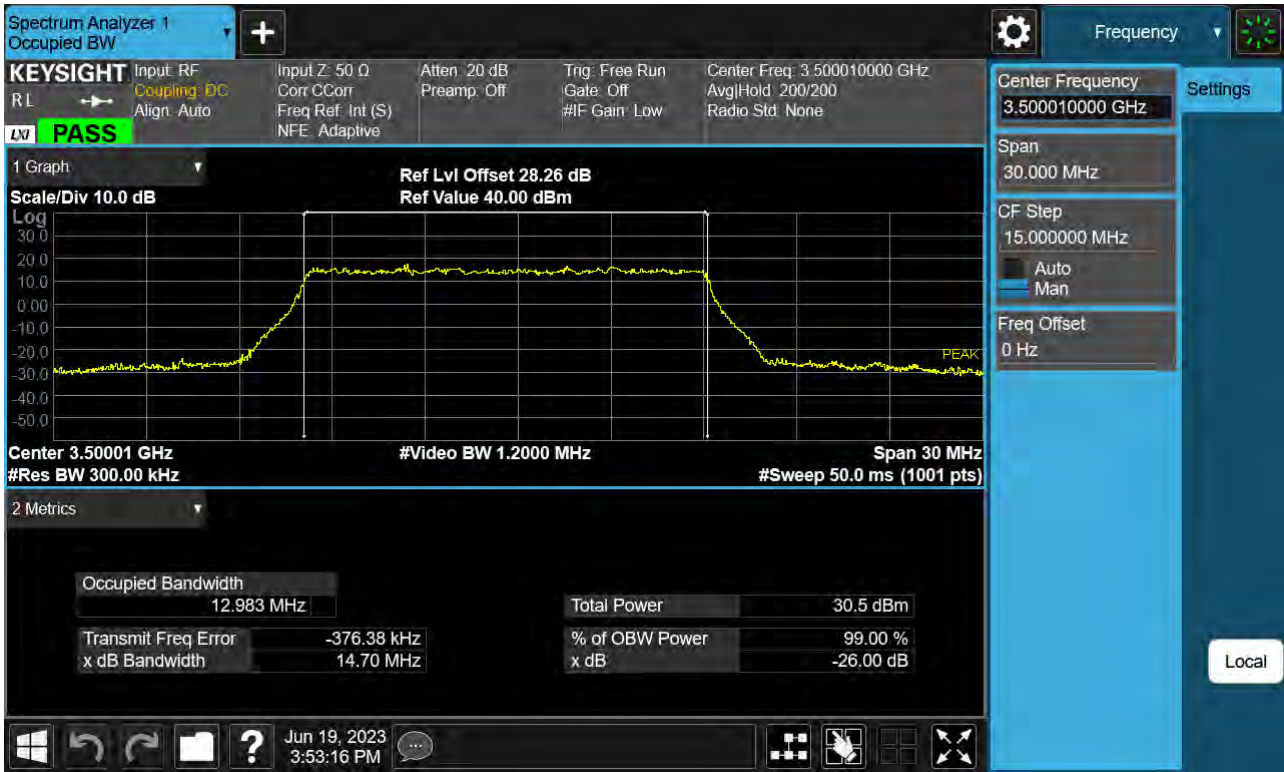 Spectrum Analyzer 1
Occupied BW
+
Frequency
KEYSIGHT
RL
LXI PASS
Input: RF
Coupling: DC
Align: Auto
Input Z: 50 Ω
Corr CCorr
Freq Ref: Int (S)
NFE: Adaptive
Atten: 20 dB
Preamp: Off
Trig: Free Run
Gate: Off
#IF Gain: Low
Center Freq: 3.500010000 GHz
Avg|Hold: 200/200
Radio Std: None
Center Frequency
3.500010000 GHz
Settings
Span
30.000 MHz
CF Step
15.000000 MHz
Auto
Man
Freq Offset
0 Hz
Local
1 Graph
Scale/Div 10.0 dB
Ref Lvl Offset 28.26 dB
Ref Value 40.00 dBm
Log
30.0
20.0
10.0
0.00
-10.0
-20.0
-30.0
-40.0
-50.0
PEAK
Center 3.50001 GHz
#Video BW 1.2000 MHz
Span 30 MHz
#Res BW 300.00 kHz
#Sweep 50.0 ms (1001 pts)
2 Metrics
Occupied Bandwidth
12.983 MHz
Total Power 30.5 dBm
Transmit Freq Error -376.38 kHz
% of OBW Power 99.00 %
x dB Bandwidth 14.70 MHz
x dB -26.00 dB
?
Jun 19, 2023
3:53:16 PM